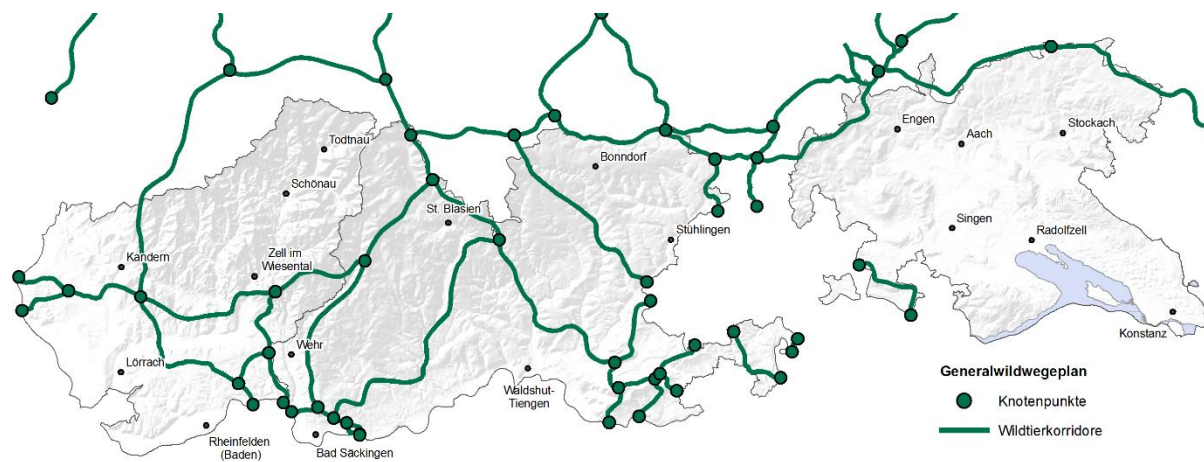 Todtnau
Schönau
St. Blasien
Kandern
Zell im
Wiesental
Lörrach
Wehr
Rheinfelden
(Baden)
Bad Säckingen
Waldshut-
Tiengen
Bonndorf
Stühlingen
Engen
Aach
Stockach
Singen
Radolfzell
Konstanz
Generalwildwegeplan
Knotenpunkte
Wildtierkorridore